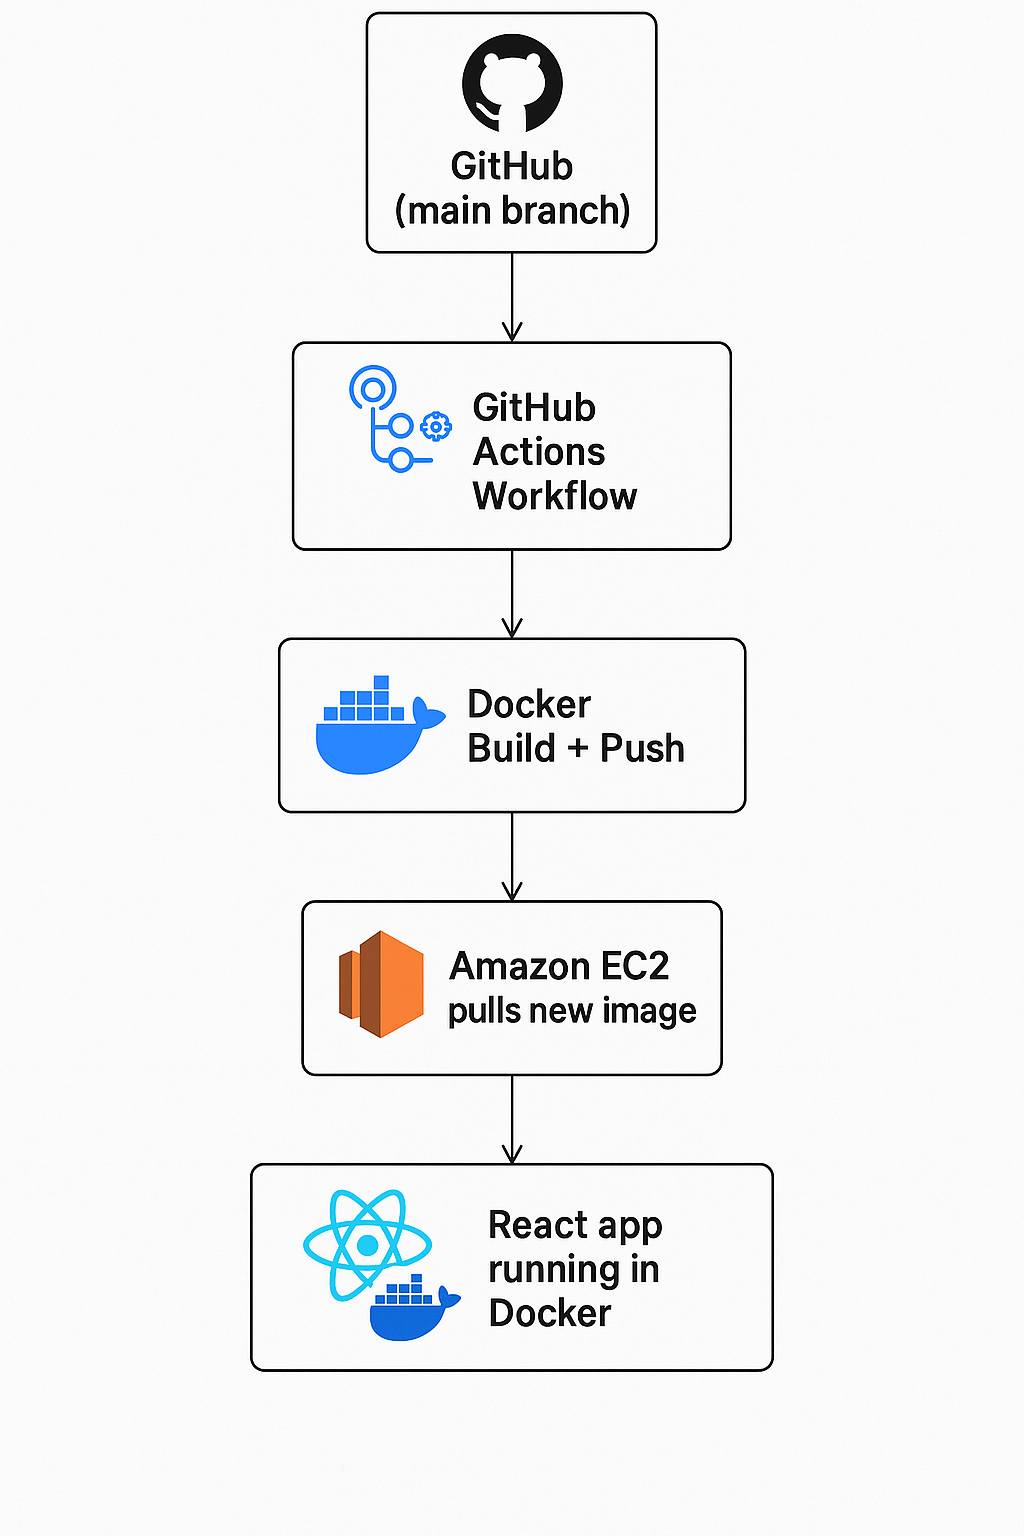 GitHub
(main branch)
GitHub
Actions
Workflow
Docker
Build + Push
Amazon EC2
pulls new image
React app
running in
Docker